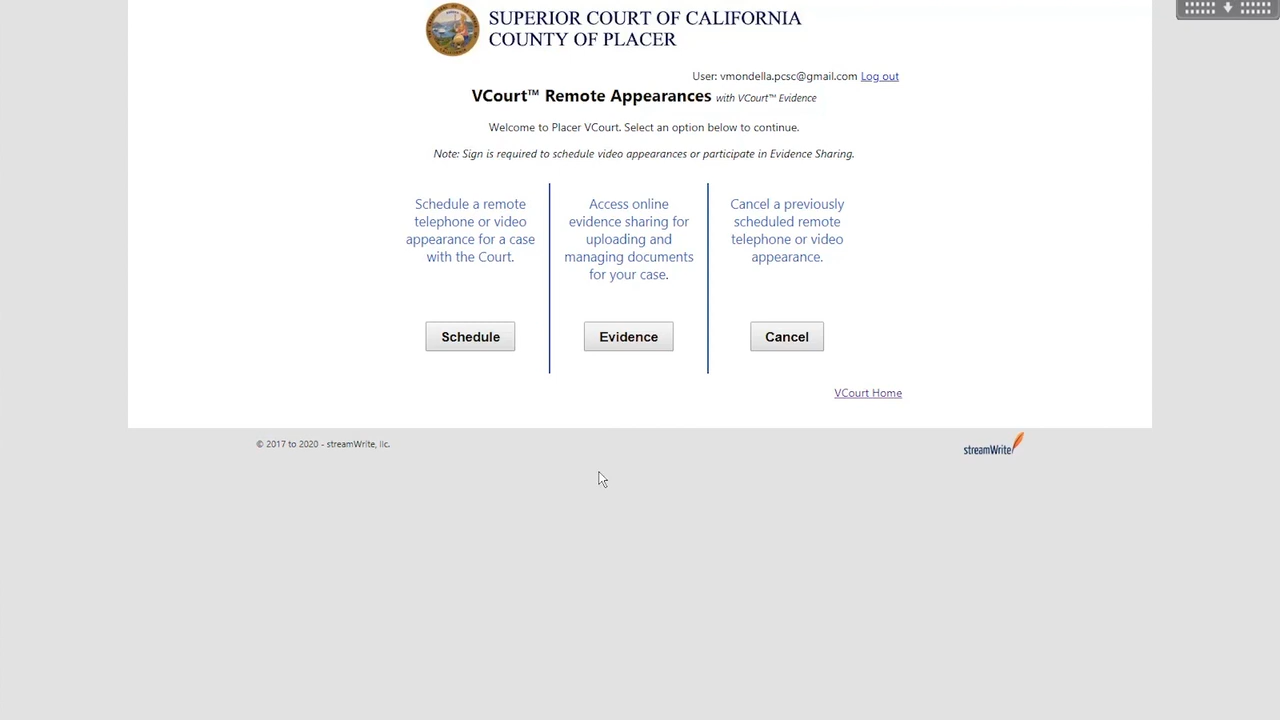 SUPERIOR COURT OF CALIFORNIA
COUNTY OF PLACER
User: vmondella.pcsc@gmail.com Log out
VCourt™ Remote Appearances with VCourt™ Evidence
Welcome to Placer VCourt. Select an option below to continue.
Note: Sign is required to schedule video appearances or participate in Evidence Sharing.
Schedule a remote
telephone or video
appearance for a case
with the Court.
Schedule
Access online
evidence sharing for
uploading and
managing documents
for your case.
Evidence
Cancel a previously
scheduled remote
telephone or video
appearance.
Cancel
VCourt Home
© 2017 to 2020 - streamWrite, llc.
streamWrite